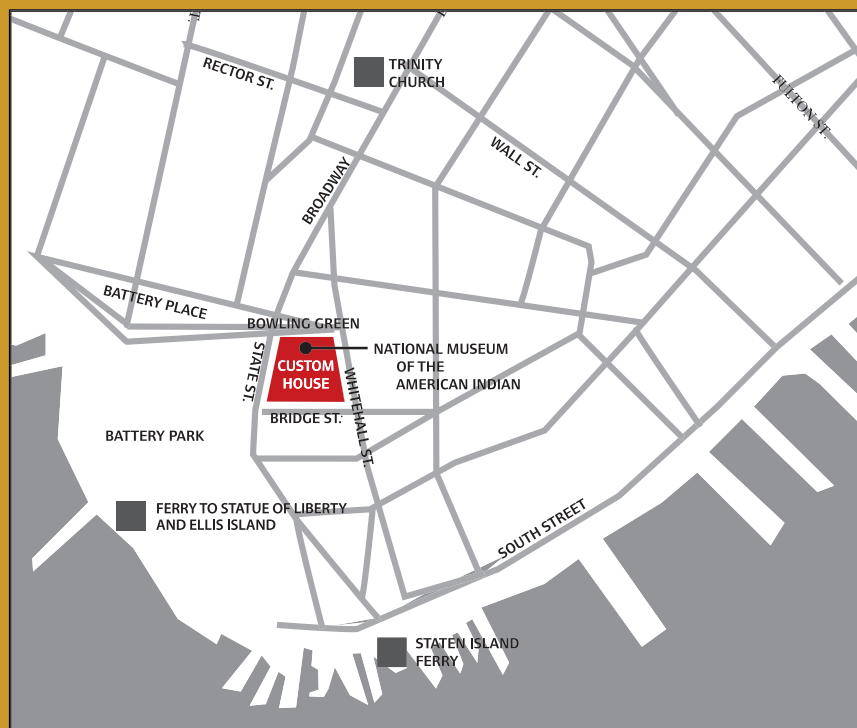 ST.
T.
TRINITY
CHURCH
RECTOR ST.
FULTON ST.
WALL ST.
BROADWAY
BATTERY PLACE
BOWLING GREEN
STATE ST.
CUSTOM
HOUSE
NATIONAL MUSEUM
OF THE
AMERICAN INDIAN
WHITEHALL ST.
BRIDGE ST.
BATTERY PARK
FERRY TO STATUE OF LIBERTY
AND ELLIS ISLAND
SOUTH STREET
STATEN ISLAND
FERRY